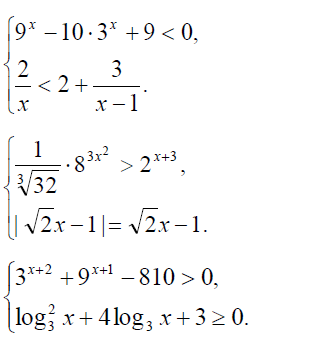 9^x − 10·3^x + 9 < 0,
2/x < 2 + 3/(x − 1).
1/∛32 · 8^(3x²) > 2^(x+3),
|√2x − 1| = √2x − 1.
3^(x+2) + 9^(x+1) − 810 > 0,
log₃² x + 4 log₃ x + 3 ≥ 0.